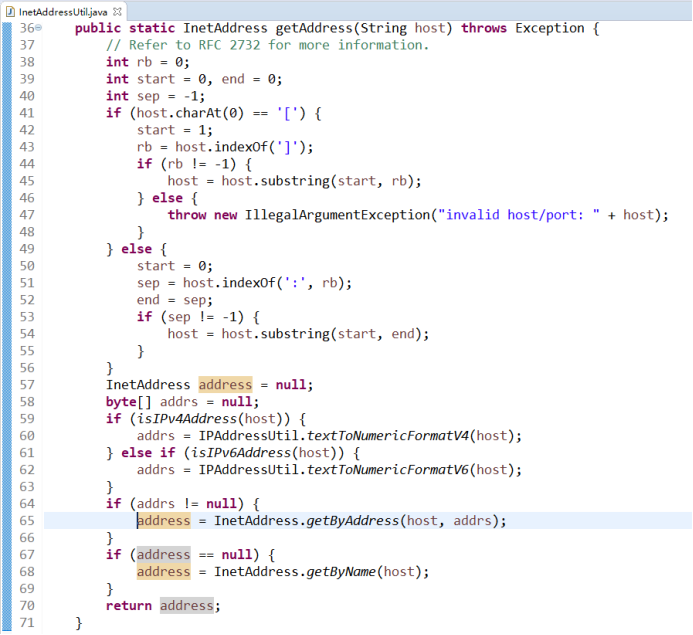 InetAddressUtil.java
36 public static InetAddress getAddress(String host) throws Exception {
37 // Refer to RFC 2732 for more information.
38 int rb = 0;
39 int start = 0, end = 0;
40 int sep = -1;
41 if (host.charAt(0) == '[') {
42 start = 1;
43 rb = host.indexOf(']');
44 if (rb != -1) {
45 host = host.substring(start, rb);
46 } else {
47 throw new IllegalArgumentException("invalid host/port: " + host);
48 }
49 } else {
50 start = 0;
51 sep = host.indexOf(':', rb);
52 end = sep;
53 if (sep != -1) {
54 host = host.substring(start, end);
55 }
56 }
57 InetAddress address = null;
58 byte[] addrs = null;
59 if (isIPv4Address(host)) {
60 addrs = IPAddressUtil.textToNumericFormatV4(host);
61 } else if (isIPv6Address(host)) {
62 addrs = IPAddressUtil.textToNumericFormatV6(host);
63 }
64 if (addrs != null) {
65 address = InetAddress.getByAddress(host, addrs);
66 }
67 if (address == null) {
68 address = InetAddress.getByName(host);
69 }
70 return address;
71 }